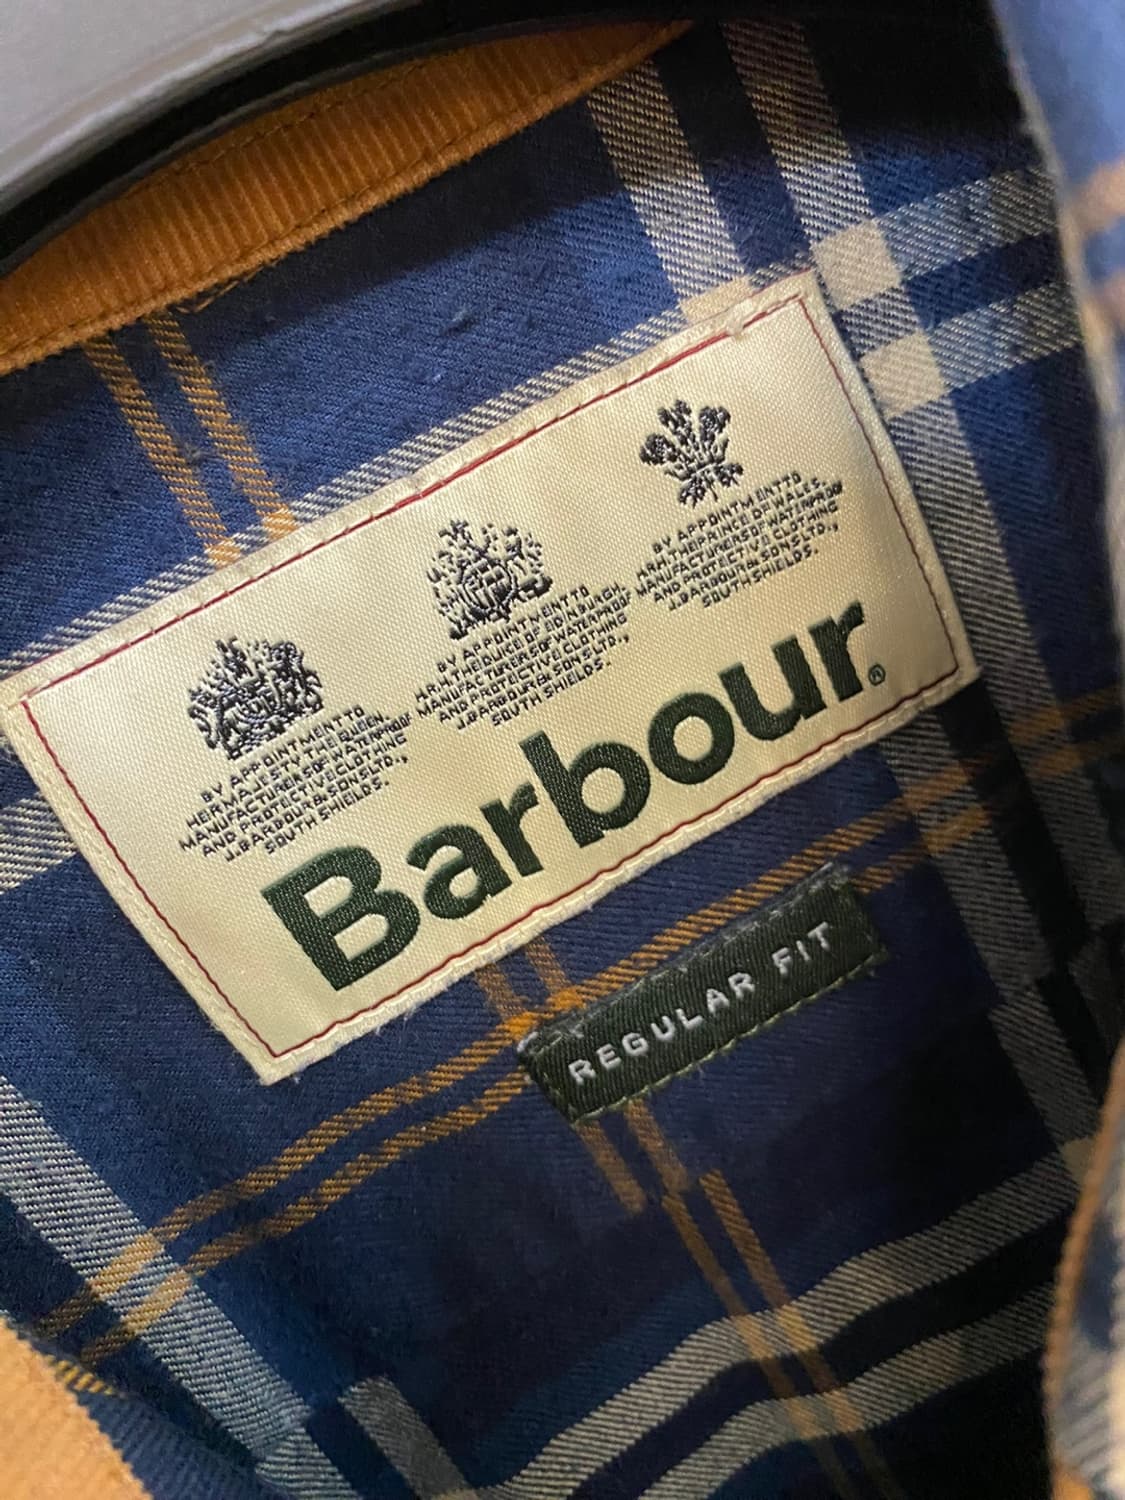 BY APPOINTMENT TO
HER MAJESTY THE QUEEN.
MANUFACTURERS OF WATERPROOF
AND PROTECTIVE CLOTHING
J.BARBOUR & SONS LTD.,
SOUTH SHIELDS.
BY APPOINTMENT TO
H.R.H. THE DUKE OF EDINBURGH.
MANUFACTURERS OF WATERPROOF
AND PROTECTIVE CLOTHING
J.BARBOUR & SONS LTD.,
SOUTH SHIELDS.
BY APPOINTMENT TO
H.R.H. THE PRINCE OF WALES.
MANUFACTURERS OF WATERPROOF
AND PROTECTIVE CLOTHING
J.BARBOUR & SONS LTD.,
SOUTH SHIELDS.
Barbour®
REGULAR FIT